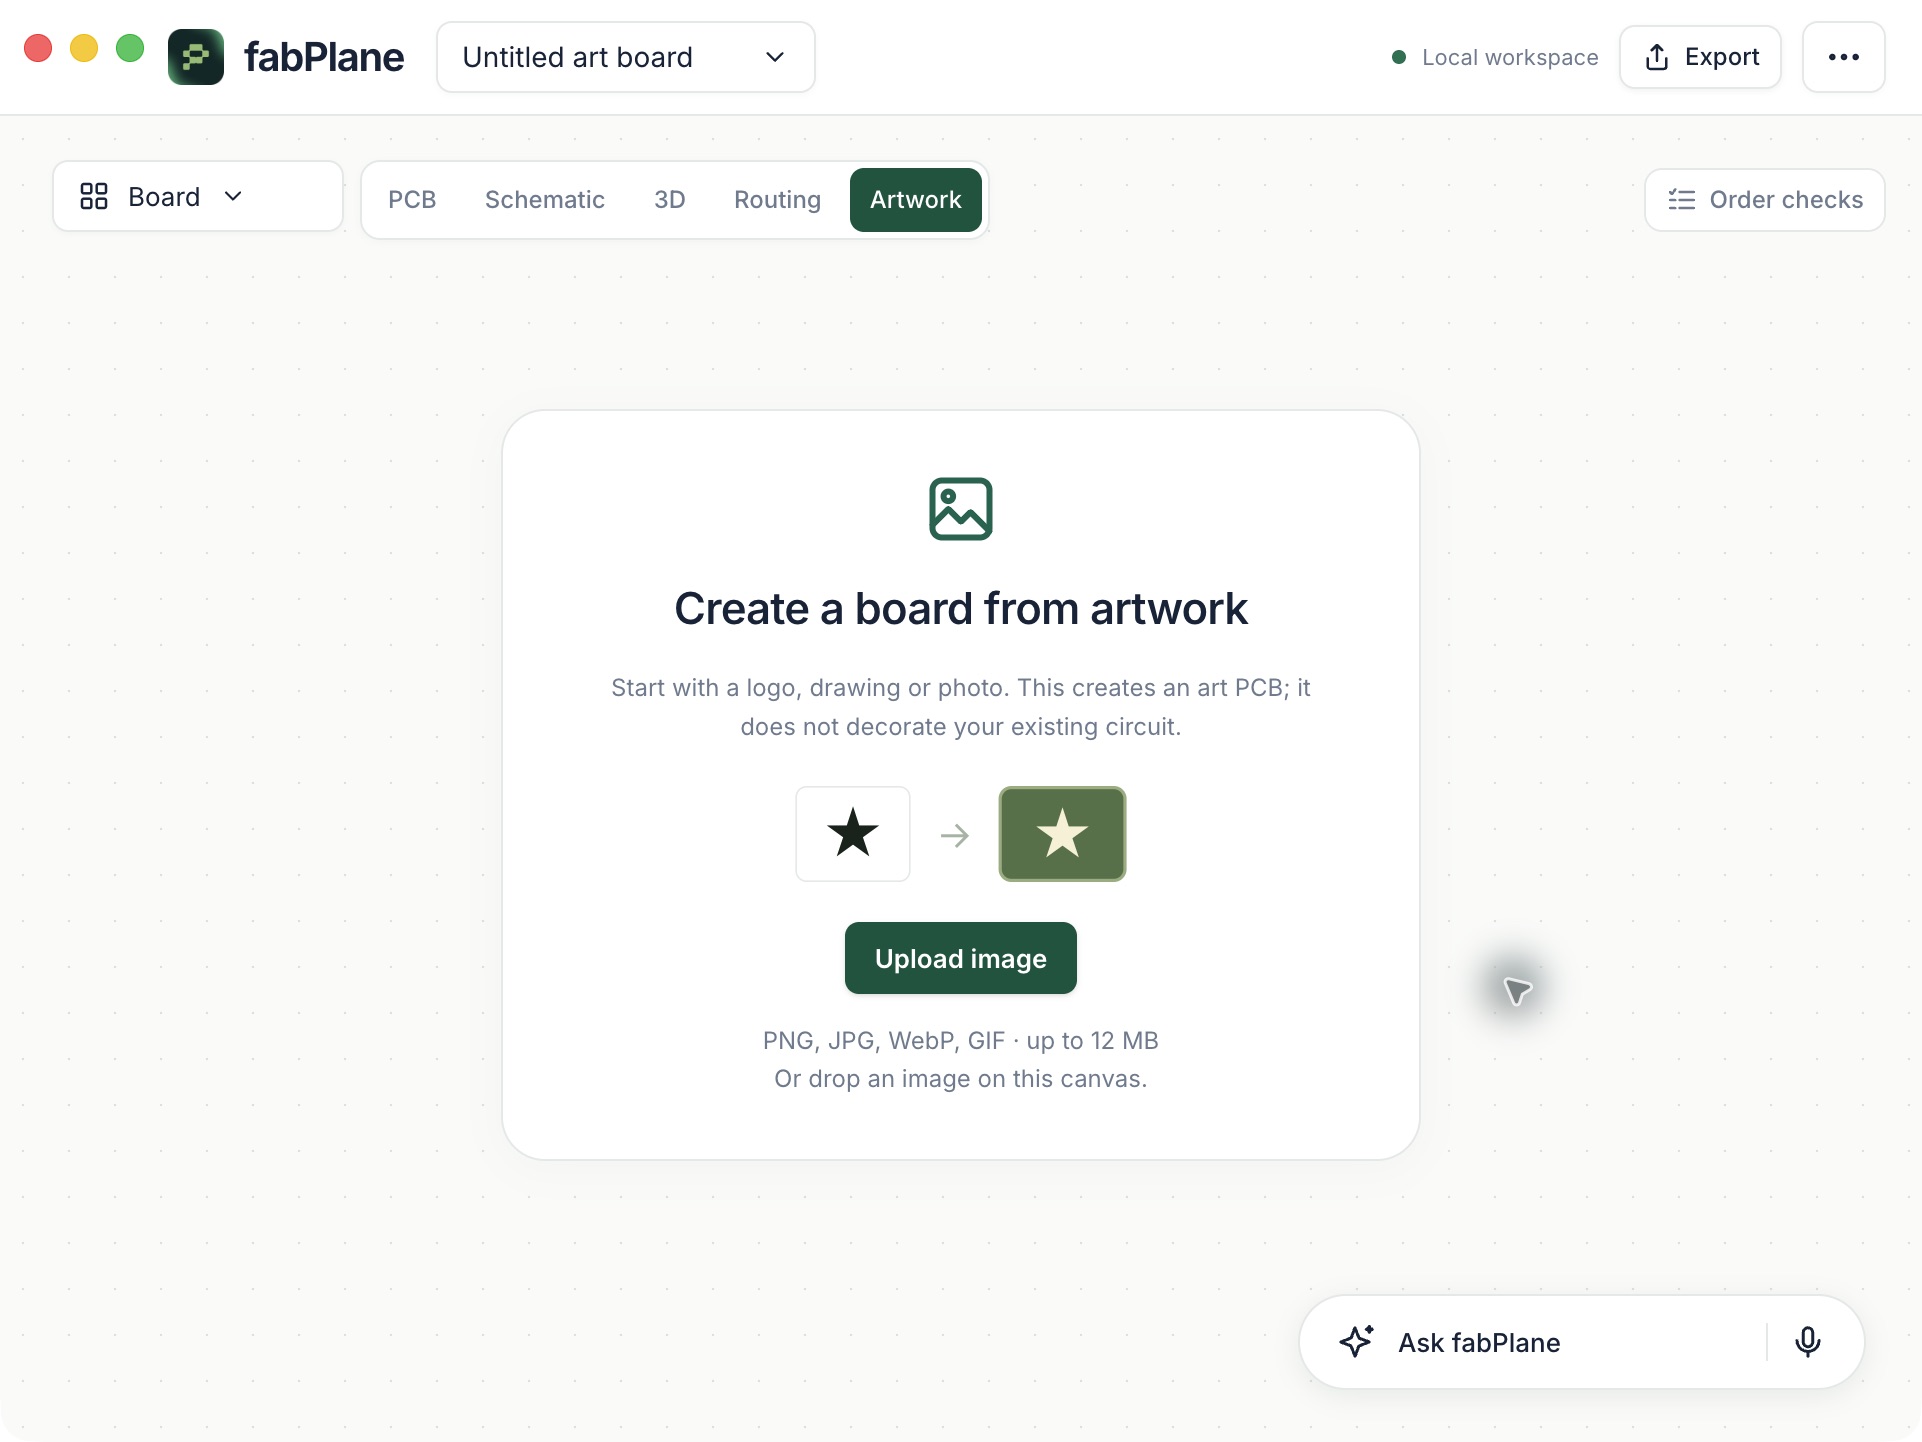 fabPlane
Untitled art board
Local workspace
Export
Board
PCB
Schematic
3D
Routing
Artwork
Order checks
Create a board from artwork
Start with a logo, drawing or photo. This creates an art PCB; it
does not decorate your existing circuit.
Upload image
PNG, JPG, WebP, GIF · up to 12 MB
Or drop an image on this canvas.
Ask fabPlane